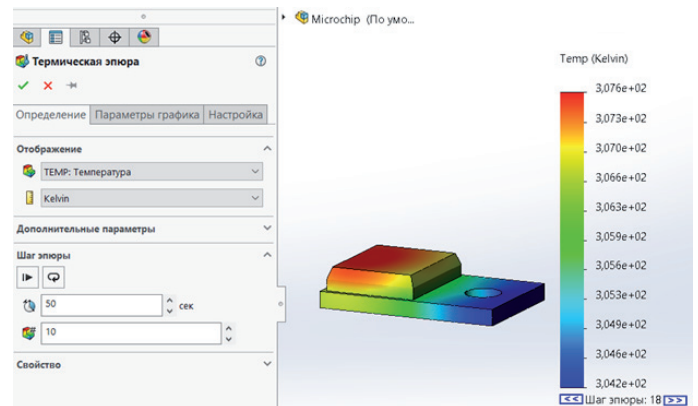 Microchip (По умо...
Термическая эпюра
Определение Параметры графика Настройка
Отображение
TEMP: Температура
Kelvin
Дополнительные параметры
Шаг эпюры
50 сек
10
Свойство
Temp (Kelvin)
3,076e+02
3,073e+02
3,070e+02
3,066e+02
3,063e+02
3,059e+02
3,056e+02
3,053e+02
3,049e+02
3,046e+02
3,042e+02
<< Шаг эпюры: 18 >>